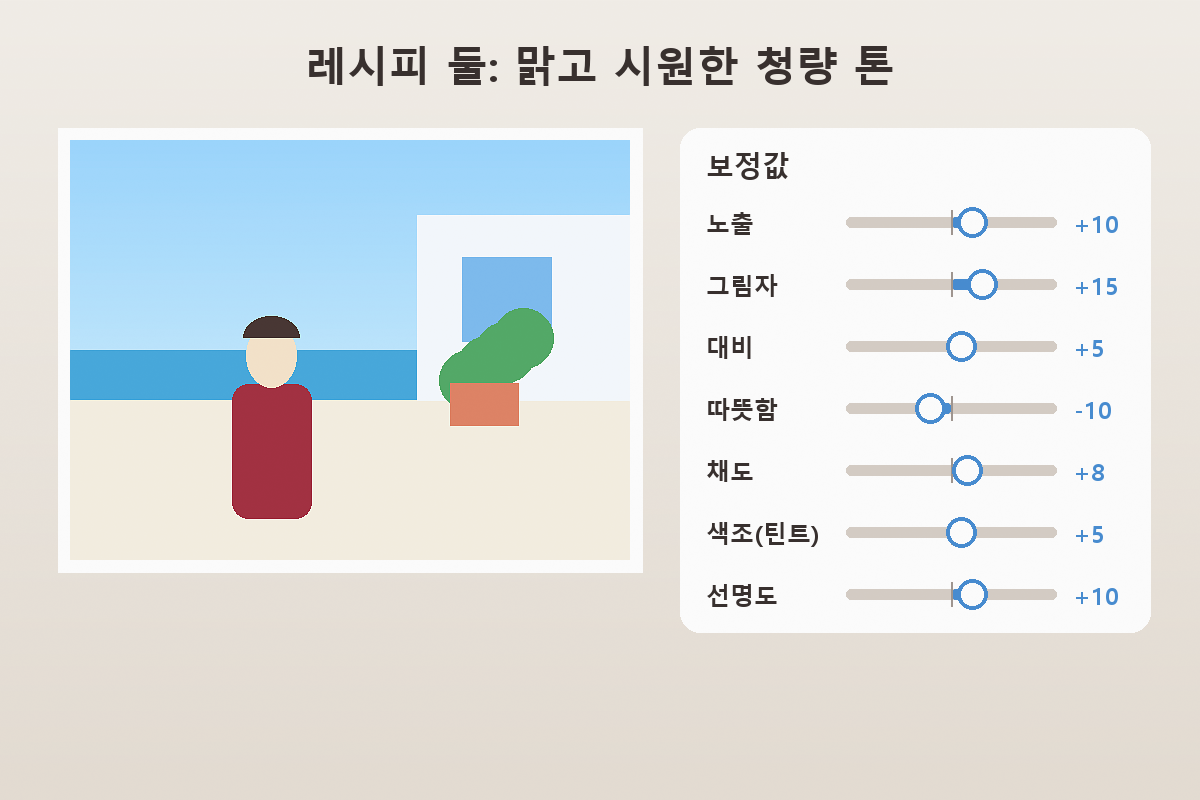 레시피 둘: 맑고 시원한 청량 톤
보정값
노출 +10
그림자 +15
대비 +5
따뜻함 -10
채도 +8
색조(틴트) +5
선명도 +10